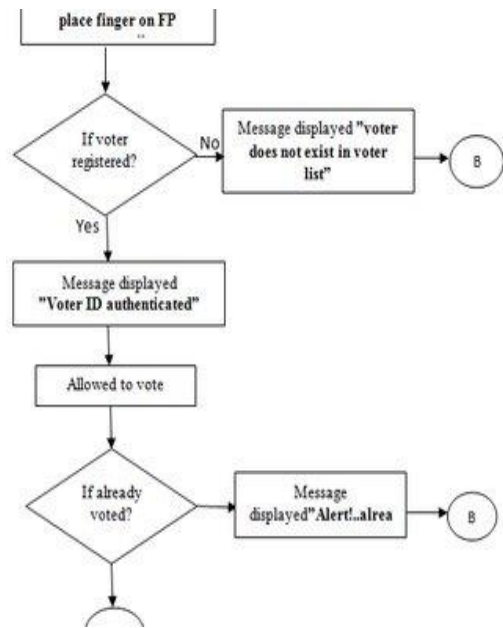 place finger on FP
If voter
registered?
No
Message displayed "voter
does not exist in voter
list"
B
Yes
Message displayed
"Voter ID authenticated"
Allowed to vote
If already
voted?
Message
displayed"Alert!..alrea
B